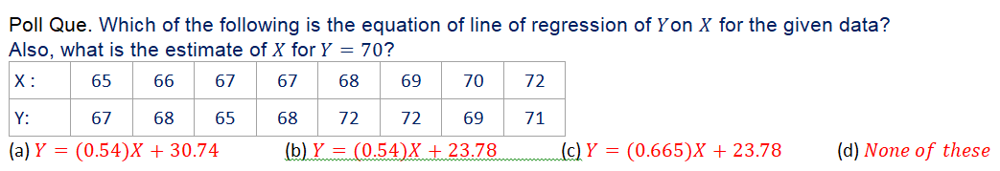 Poll Que. Which of the following is the equation of line of regression of Y on X for the given data?
Also, what is the estimate of X for Y = 70?
X : 65 66 67 67 68 69 70 72
Y: 67 68 65 68 72 72 69 71
(a) Y = (0.54)X + 30.74 (b) Y = (0.54)X + 23.78 (c) Y = (0.665)X + 23.78 (d) None of these